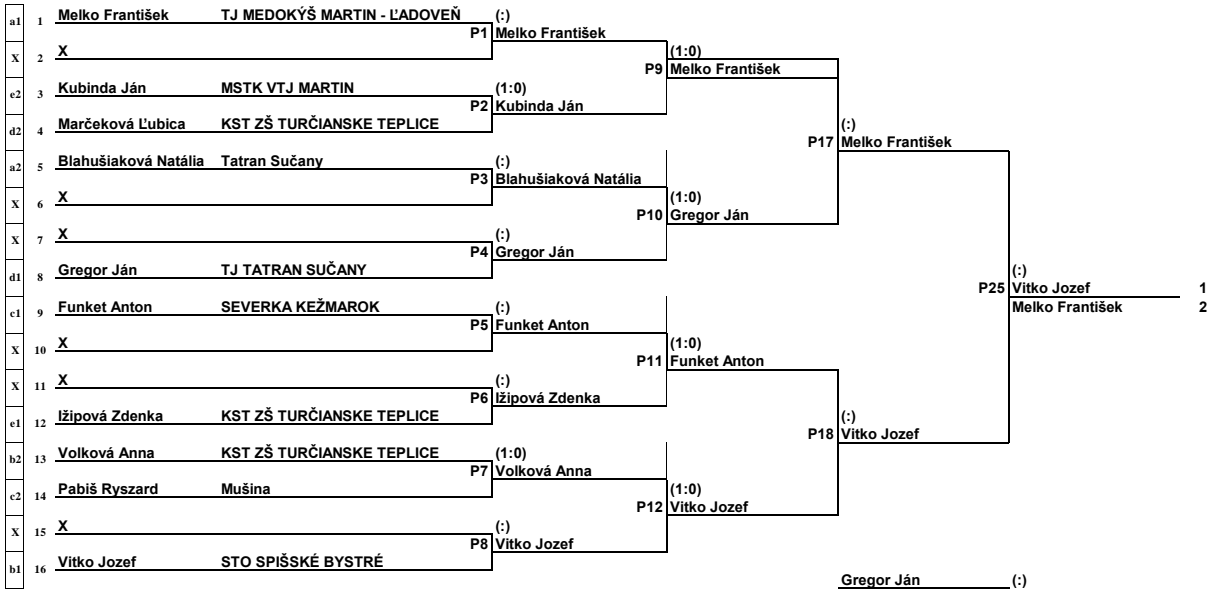 a1 1 Melko František TJ MEDOKÝŠ MARTIN - ĽADOVEŇ (:)
P1 Melko František
X 2 X (1:0)
P9 Melko František
e2 3 Kubinda Ján MSTK VTJ MARTIN (1:0)
P2 Kubinda Ján
d2 4 Marčeková Ľubica KST ZŠ TURČIANSKE TEPLICE (:)
P17 Melko František
a2 5 Blahušiaková Natália Tatran Sučany (:)
P3 Blahušiaková Natália
X 6 X (1:0)
P10 Gregor Ján
X 7 X (:)
P4 Gregor Ján
d1 8 Gregor Ján TJ TATRAN SUČANY (:)
P25 Vitko Jozef 1
c1 9 Funket Anton SEVERKA KEŽMAROK (:) Melko František 2
P5 Funket Anton
X 10 X (1:0)
P11 Funket Anton
X 11 X (:)
P6 Ižipová Zdenka
e1 12 Ižipová Zdenka KST ZŠ TURČIANSKE TEPLICE (:)
P18 Vitko Jozef
b2 13 Volková Anna KST ZŠ TURČIANSKE TEPLICE (1:0)
P7 Volková Anna
c2 14 Pabiš Ryszard Mušina (1:0)
P12 Vitko Jozef
X 15 X (:)
P8 Vitko Jozef
b1 16 Vitko Jozef STO SPIŠSKÉ BYSTRÉ
Gregor Ján (:)